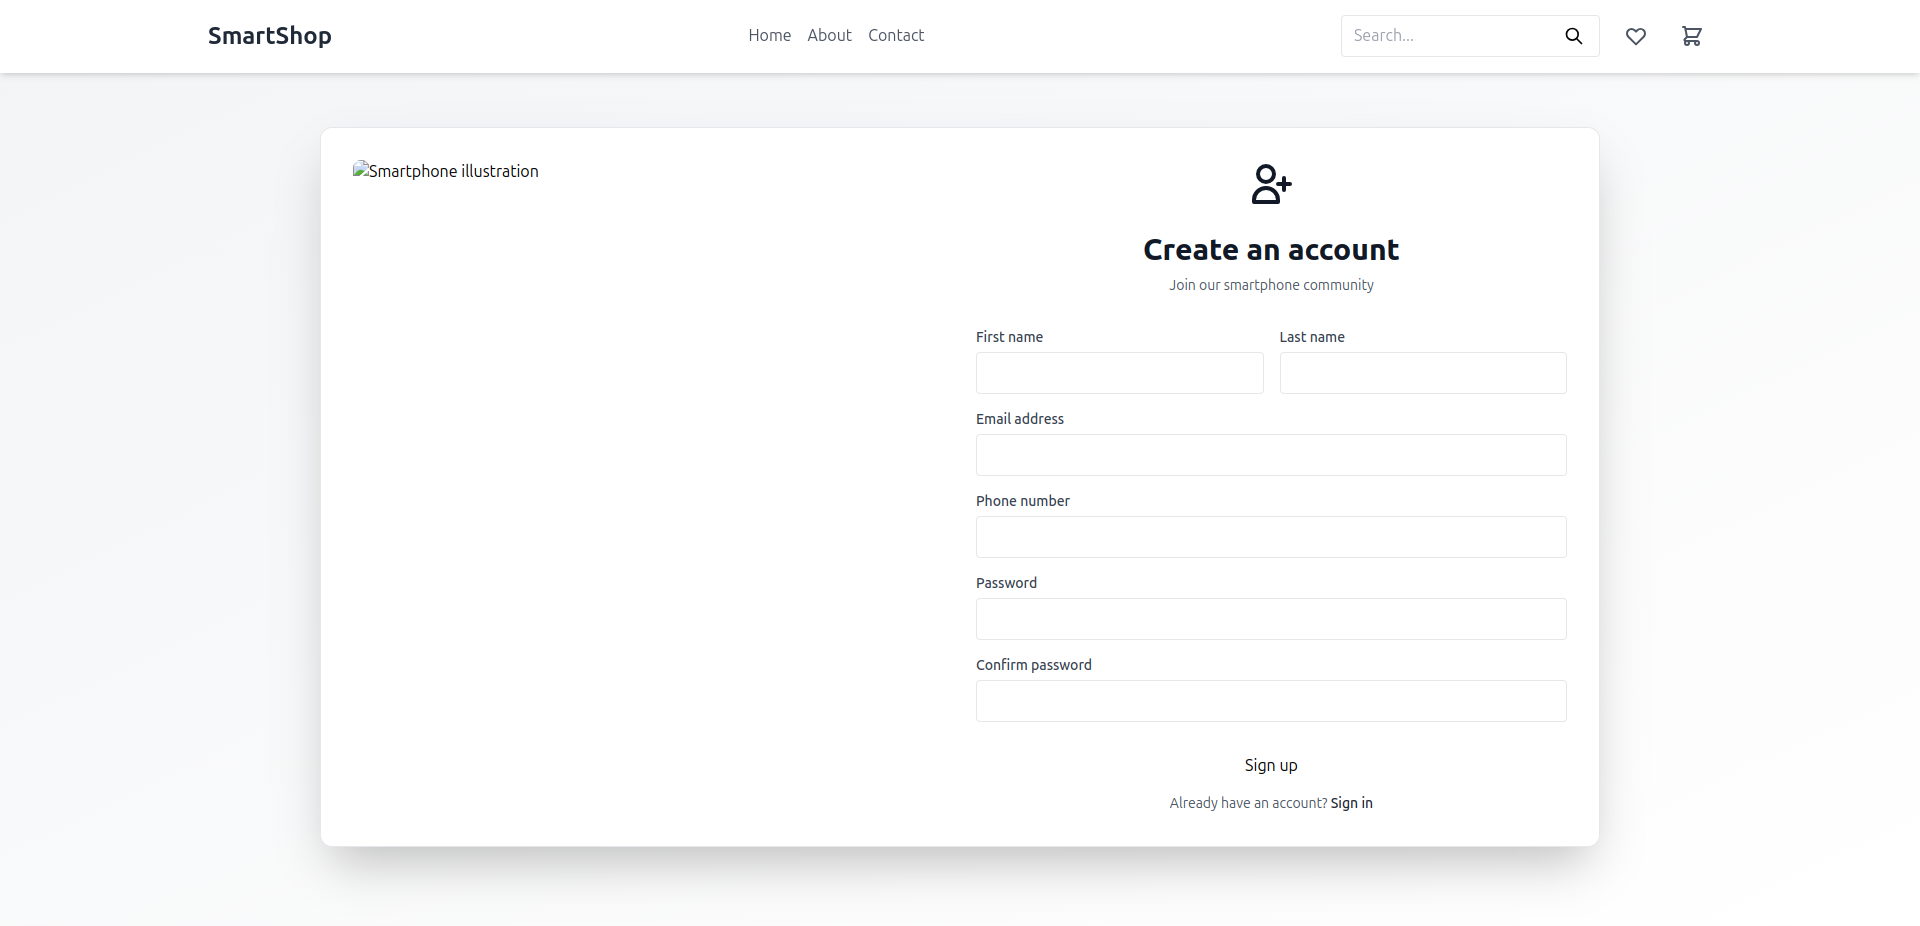 SmartShop
Home About Contact
Search...
Smartphone illustration
Create an account
Join our smartphone community
First name
Last name
Email address
Phone number
Password
Confirm password
Sign up
Already have an account? Sign in